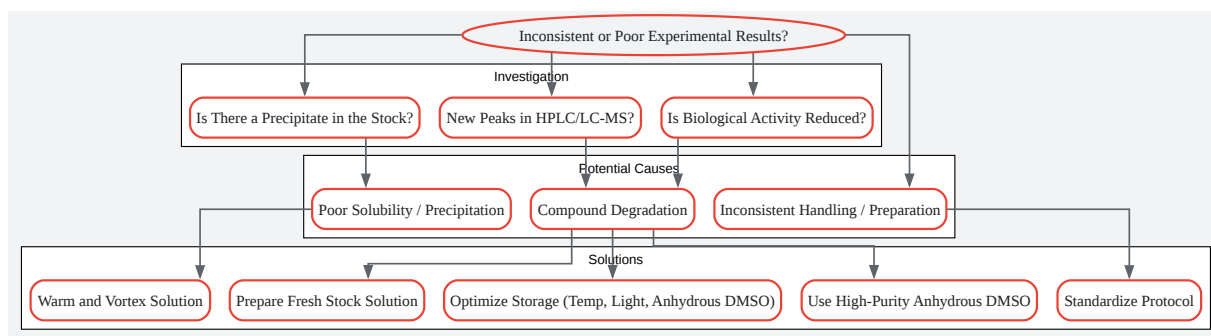 Inconsistent or Poor Experimental Results?
Investigation
Is There a Precipitate in the Stock?
New Peaks in HPLC/LC-MS?
Is Biological Activity Reduced?
Potential Causes
Poor Solubility / Precipitation
Compound Degradation
Inconsistent Handling / Preparation
Solutions
Warm and Vortex Solution
Prepare Fresh Stock Solution
Optimize Storage (Temp, Light, Anhydrous DMSO)
Use High-Purity Anhydrous DMSO
Standardize Protocol